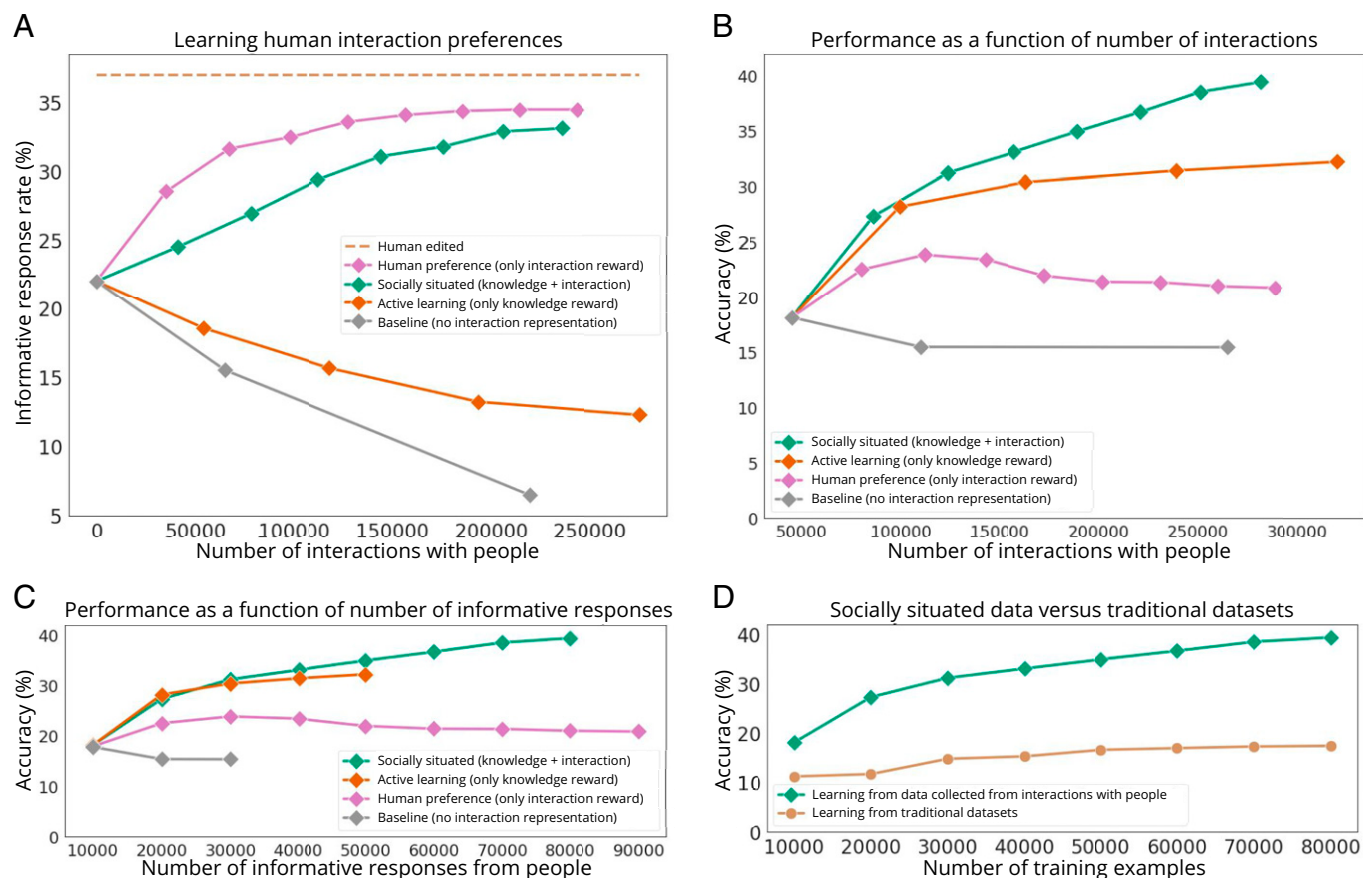 A
Learning human interaction preferences
Informative response rate (%)
35
30
25
20
15
10
5
Human edited
Human preference (only interaction reward)
Socially situated (knowledge + interaction)
Active learning (only knowledge reward)
Baseline (no interaction representation)
0 50000 100000 150000 200000 250000
Number of interactions with people
B
Performance as a function of number of interactions
Accuracy (%)
40
35
30
25
20
15
10
5
0
Socially situated (knowledge + interaction)
Active learning (only knowledge reward)
Human preference (only interaction reward)
Baseline (no interaction representation)
50000 100000 150000 200000 250000 300000
Number of interactions with people
C
Performance as a function of number of informative responses
Accuracy (%)
40
30
20
10
0
Socially situated (knowledge + interaction)
Active learning (only knowledge reward)
Human preference (only interaction reward)
Baseline (no interaction representation)
10000 20000 30000 40000 50000 60000 70000 80000 90000
Number of informative responses from people
D
Socially situated data versus traditional datasets
Accuracy (%)
40
30
20
10
0
Learning from data collected from interactions with people
Learning from traditional datasets
10000 20000 30000 40000 50000 60000 70000 80000
Number of training examples